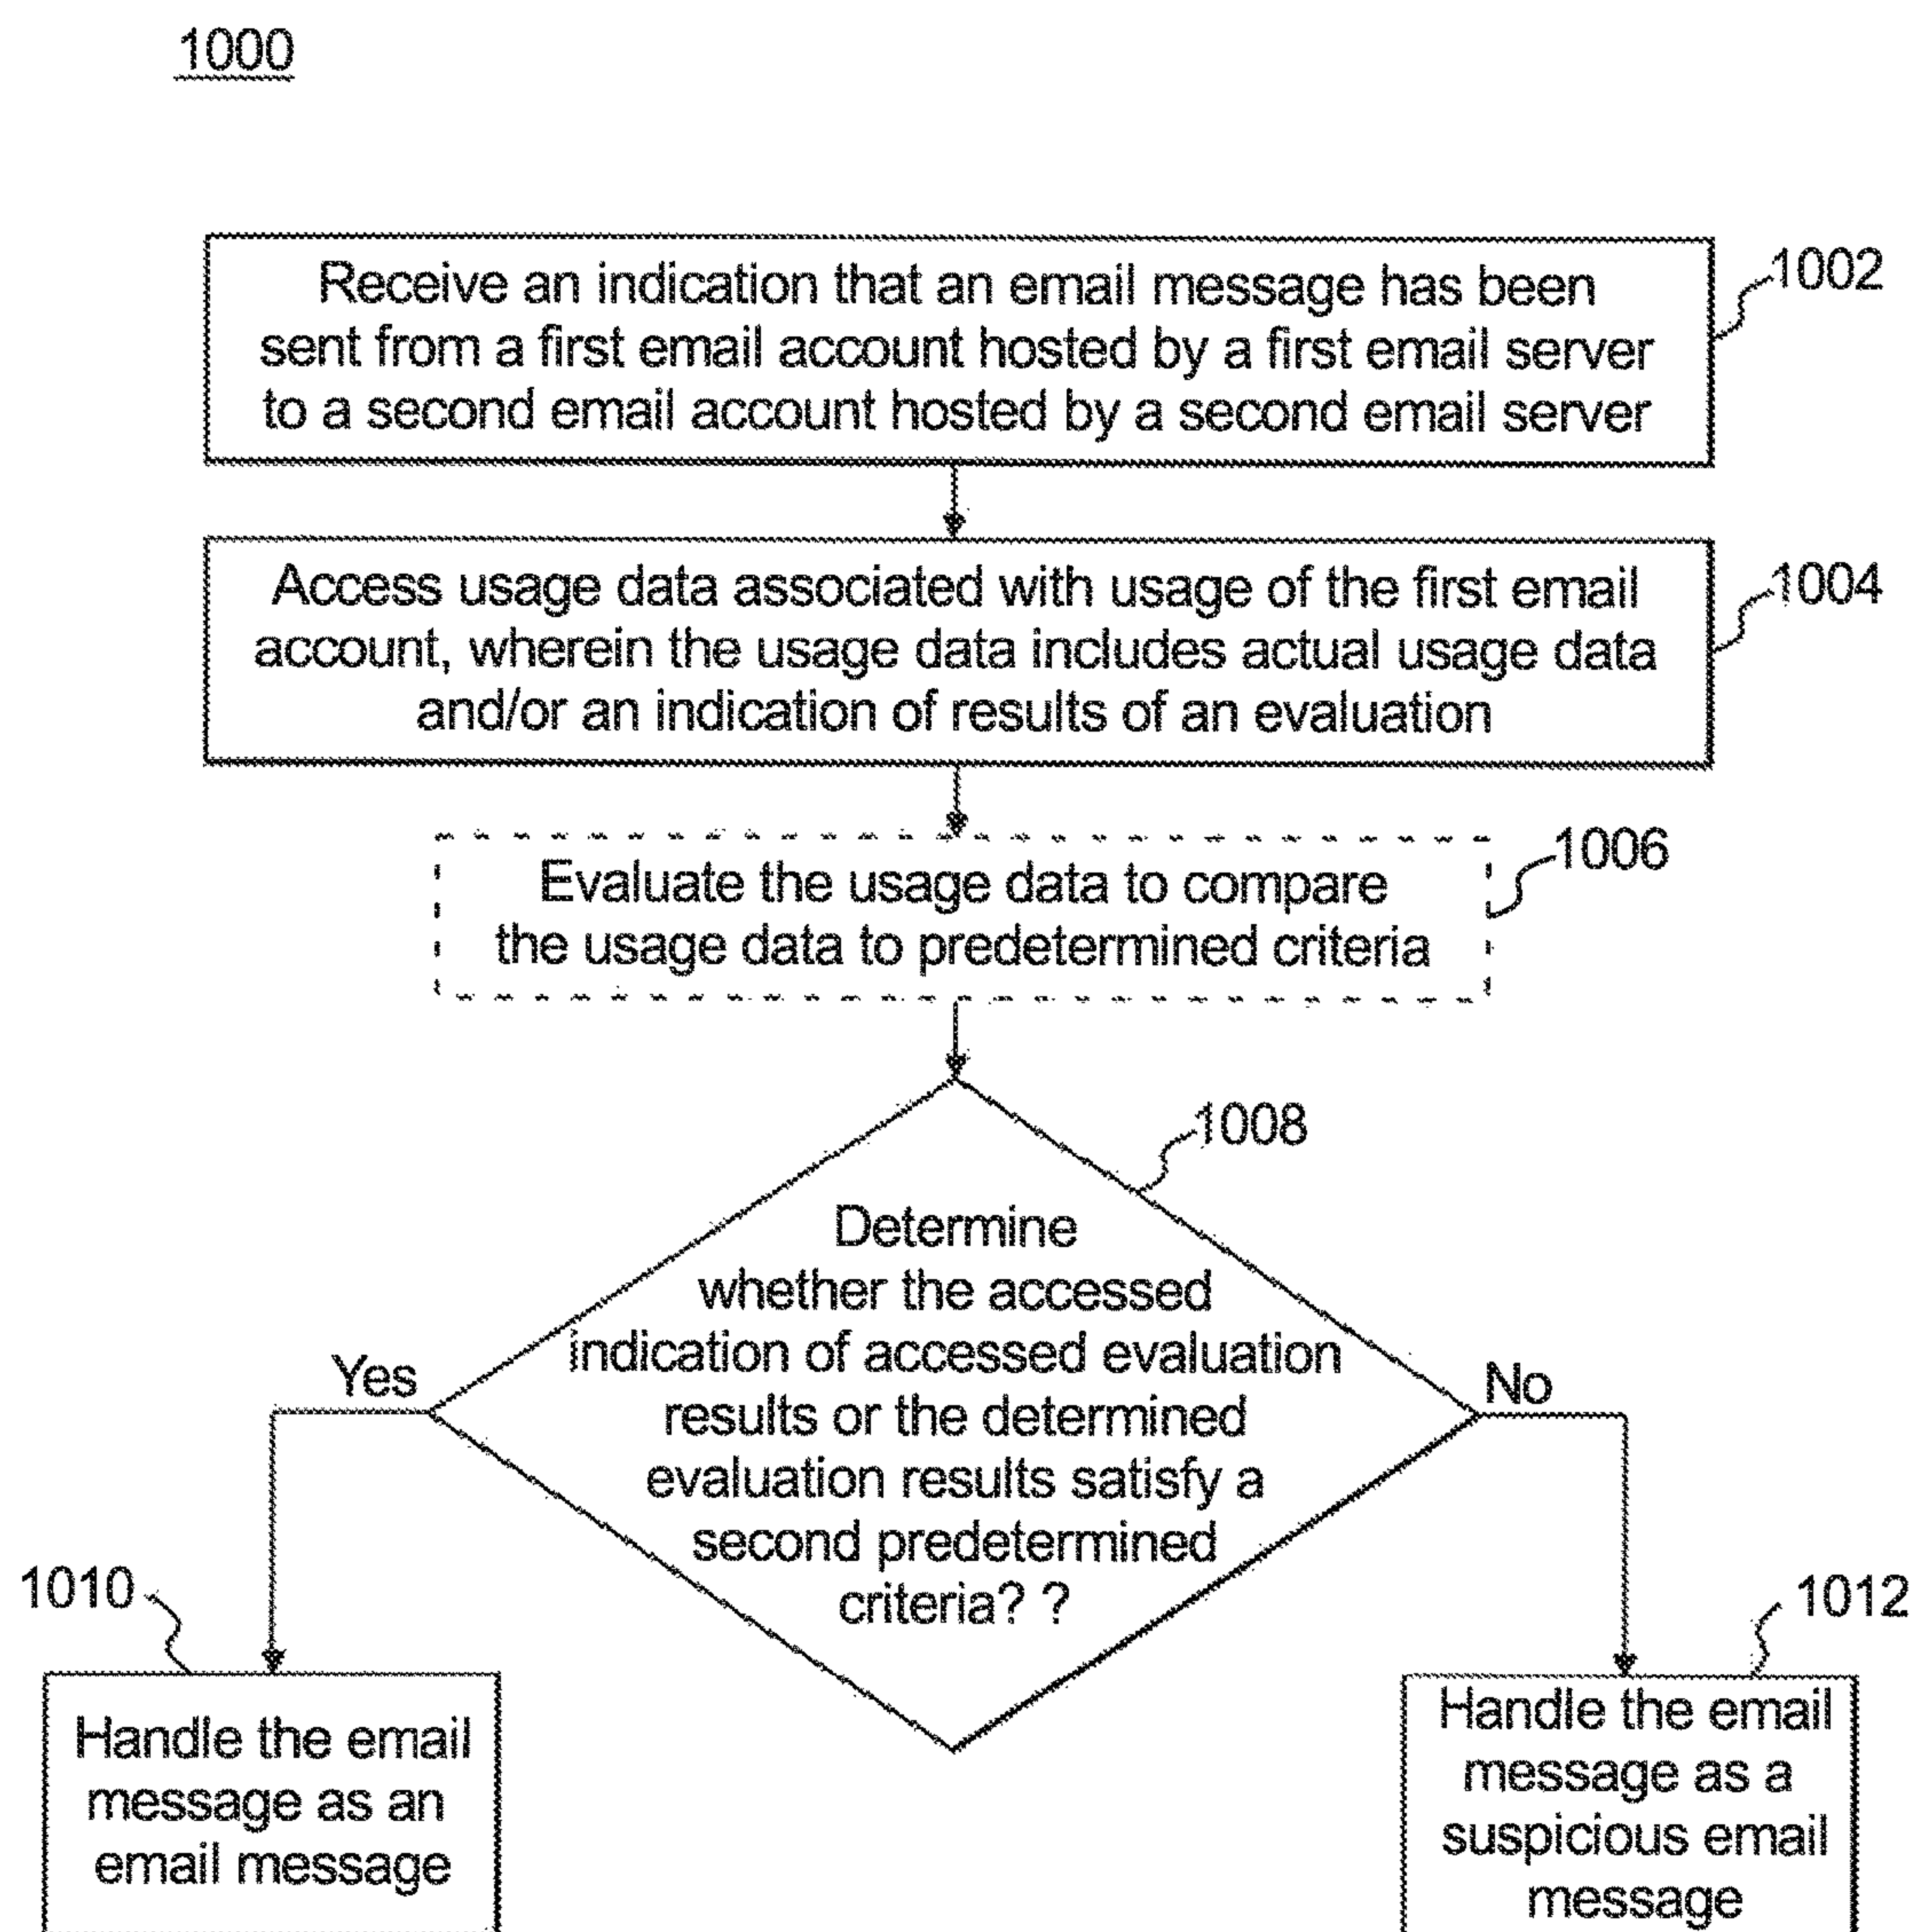 1000
Receive an indication that an email message has been
sent from a first email account hosted by a first email server
to a second email account hosted by a second email server
1002
Access usage data associated with usage of the first email
account, wherein the usage data includes actual usage data
and/or an indication of results of an evaluation
1004
Evaluate the usage data to compare
the usage data to predetermined criteria
1006
1008
Determine
whether the accessed
indication of accessed evaluation
results or the determined
evaluation results satisfy a
second predetermined
criteria? ?
Yes
No
1010
Handle the email
message as an
email message
1012
Handle the email
message as a
suspicious email
message